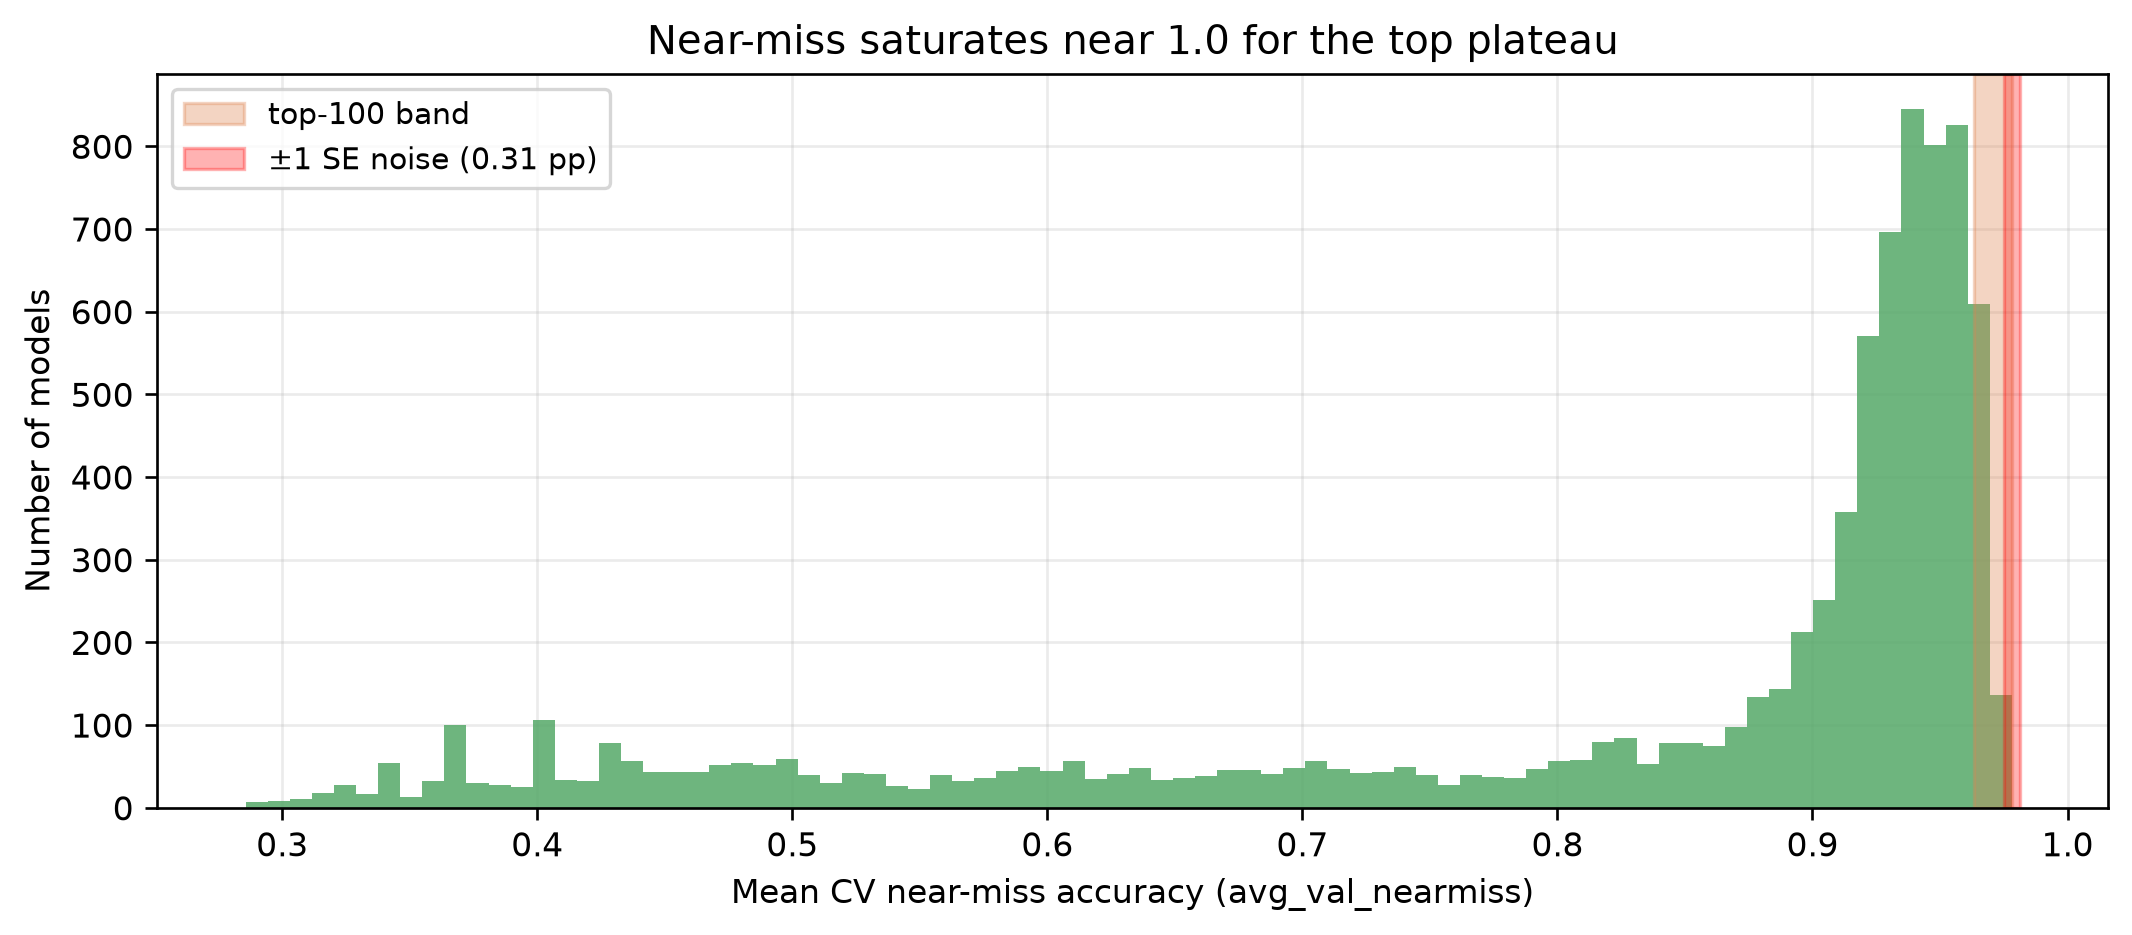 Near-miss saturates near 1.0 for the top plateau
top-100 band
±1 SE noise (0.31 pp)
Number of models
800
700
600
500
400
300
200
100
0
0.3 0.4 0.5 0.6 0.7 0.8 0.9 1.0
Mean CV near-miss accuracy (avg_val_nearmiss)